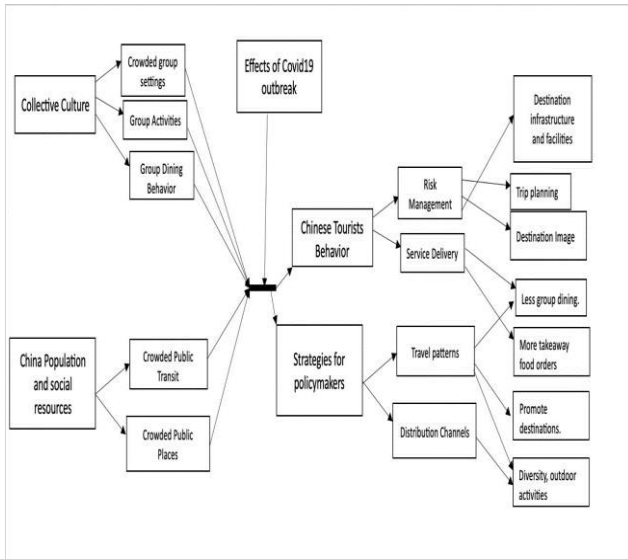 Crowded group
settings
Collective Culture
Group Activities
Group Dining
Behavior
Effects of Covid19
outbreak
China Population
and social
resources
Crowded Public
Transit
Crowded Public
Places
Chinese Tourists
Behavior
Strategies for
policymakers
Risk
Management
Service Delivery
Travel patterns
Distribution Channels
Destination
infrastructure
and facilities
Trip planning
Destination Image
Less group dining.
More takeaway
food orders
Promote
destinations.
Diversity, outdoor
activities